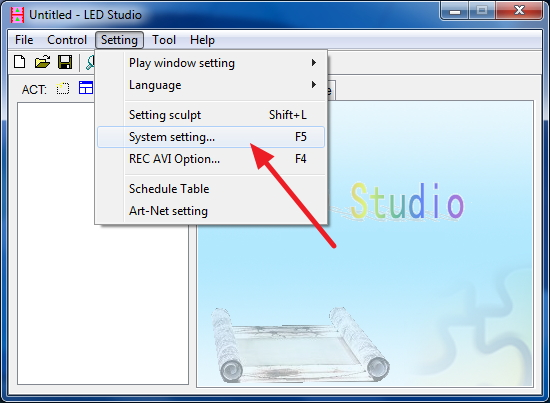 Untitled - LED Studio
File Control Setting Tool Help
Play window setting
Language
ACT:
Setting sculpt Shift+L
System setting... F5
REC AVI Option... F4
Schedule Table
Art-Net setting
Studio